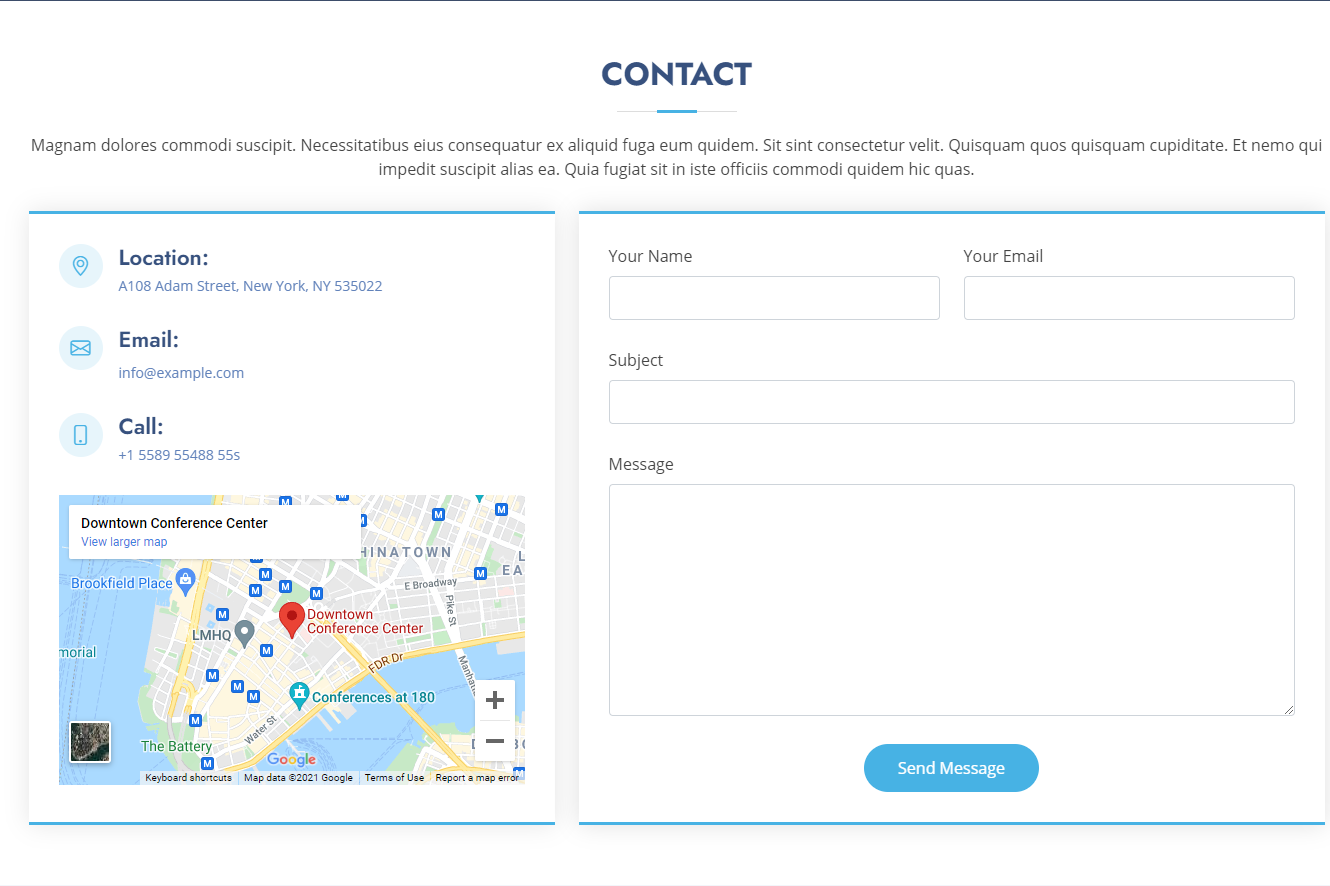 CONTACT
Magnam dolores commodi suscipit. Necessitatibus eius consequatur ex aliquid fuga eum quidem. Sit sint consectetur velit. Quisquam quos quisquam cupiditate. Et nemo qui
impedit suscipit alias ea. Quia fugiat sit in iste officiis commodi quidem hic quas.
Location:
A108 Adam Street, New York, NY 535022
Email:
info@example.com
Call:
+1 5589 55488 55s
Downtown Conference Center
View larger map
HINATOWN
EA
Brookfield Place
E Broadway
Pike St
Downtown
Conference Center
LMHQ
morial
FDR Dr
Manha
Conferences at 180
Water St
The Battery
Google
Keyboard shortcuts
Map data ©2021 Google
Terms of Use
Report a map error
Your Name
Your Email
Subject
Message
Send Message